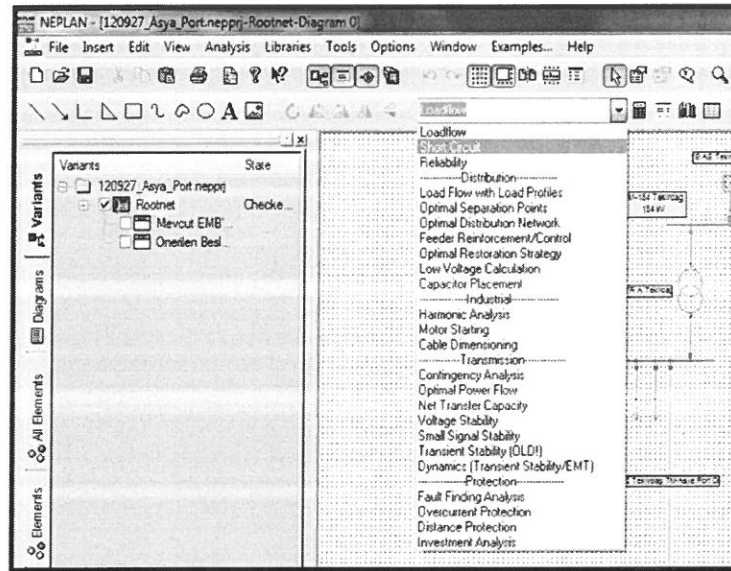 NEPLAN - [120927_Asya_Port.nepprj-Rootnet-Diagram 0]
File Insert Edit View Analysis Libraries Tools Options Window Examples... Help
A
Loadflow
Variants State
120927_Asya_Port.nepprj
Rootnet Checke...
Mevcut EMB'
Onerilen Besl...
Variants
Diagrams
All Elements
Elements
Loadflow
Short Circuit
Reliability
Distribution
Load Flow with Load Profiles
Optimal Separation Points
Optimal Distribution Network
Feeder Reinforcement/Control
Optimal Restoration Strategy
Low Voltage Calculation
Capacitor Placement
Industrial
Harmonic Analysis
Motor Starting
Cable Dimensioning
Transmission
Contingency Analysis
Optimal Power Flow
Net Transfer Capacity
Voltage Stability
Small Signal Stability
Transient Stability (OLD!)
Dynamics (Transient Stability/EMT)
Protection
Fault Finding Analysis
Overcurrent Protection
Distance Protection
Investment Analysis
154 kV